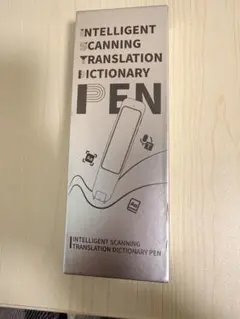 INTELLIGENT
SCANNING
TRANSLATION
DICTIONARY
PEN
INTELLIGENT SCANNING
TRANSLATION DICTIONARY PEN